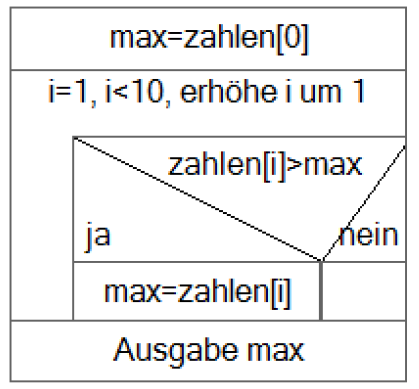 max=zahlen[0]
i=1, i<10, erhöhe i um 1
zahlen[i]>max
ja
nein
max=zahlen[i]
Ausgabe max